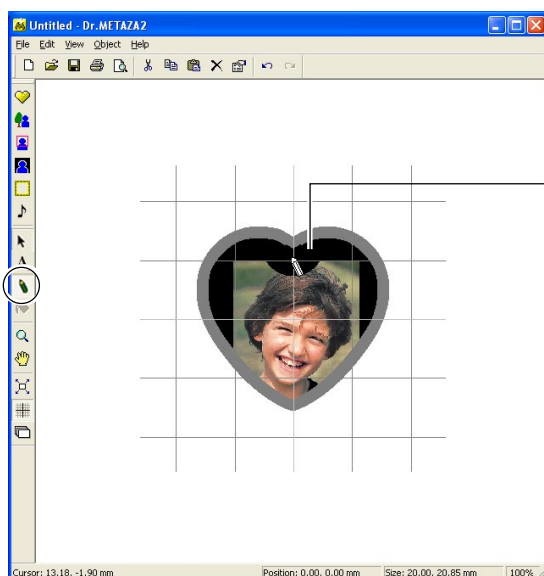 Untitled - Dr.METAZA2
File Edit View Object Help
A
Cursor: 13.18, -1.90 mm
Position: 0.00, 0.00 mm
Size: 20.00, 20.85 mm
100%